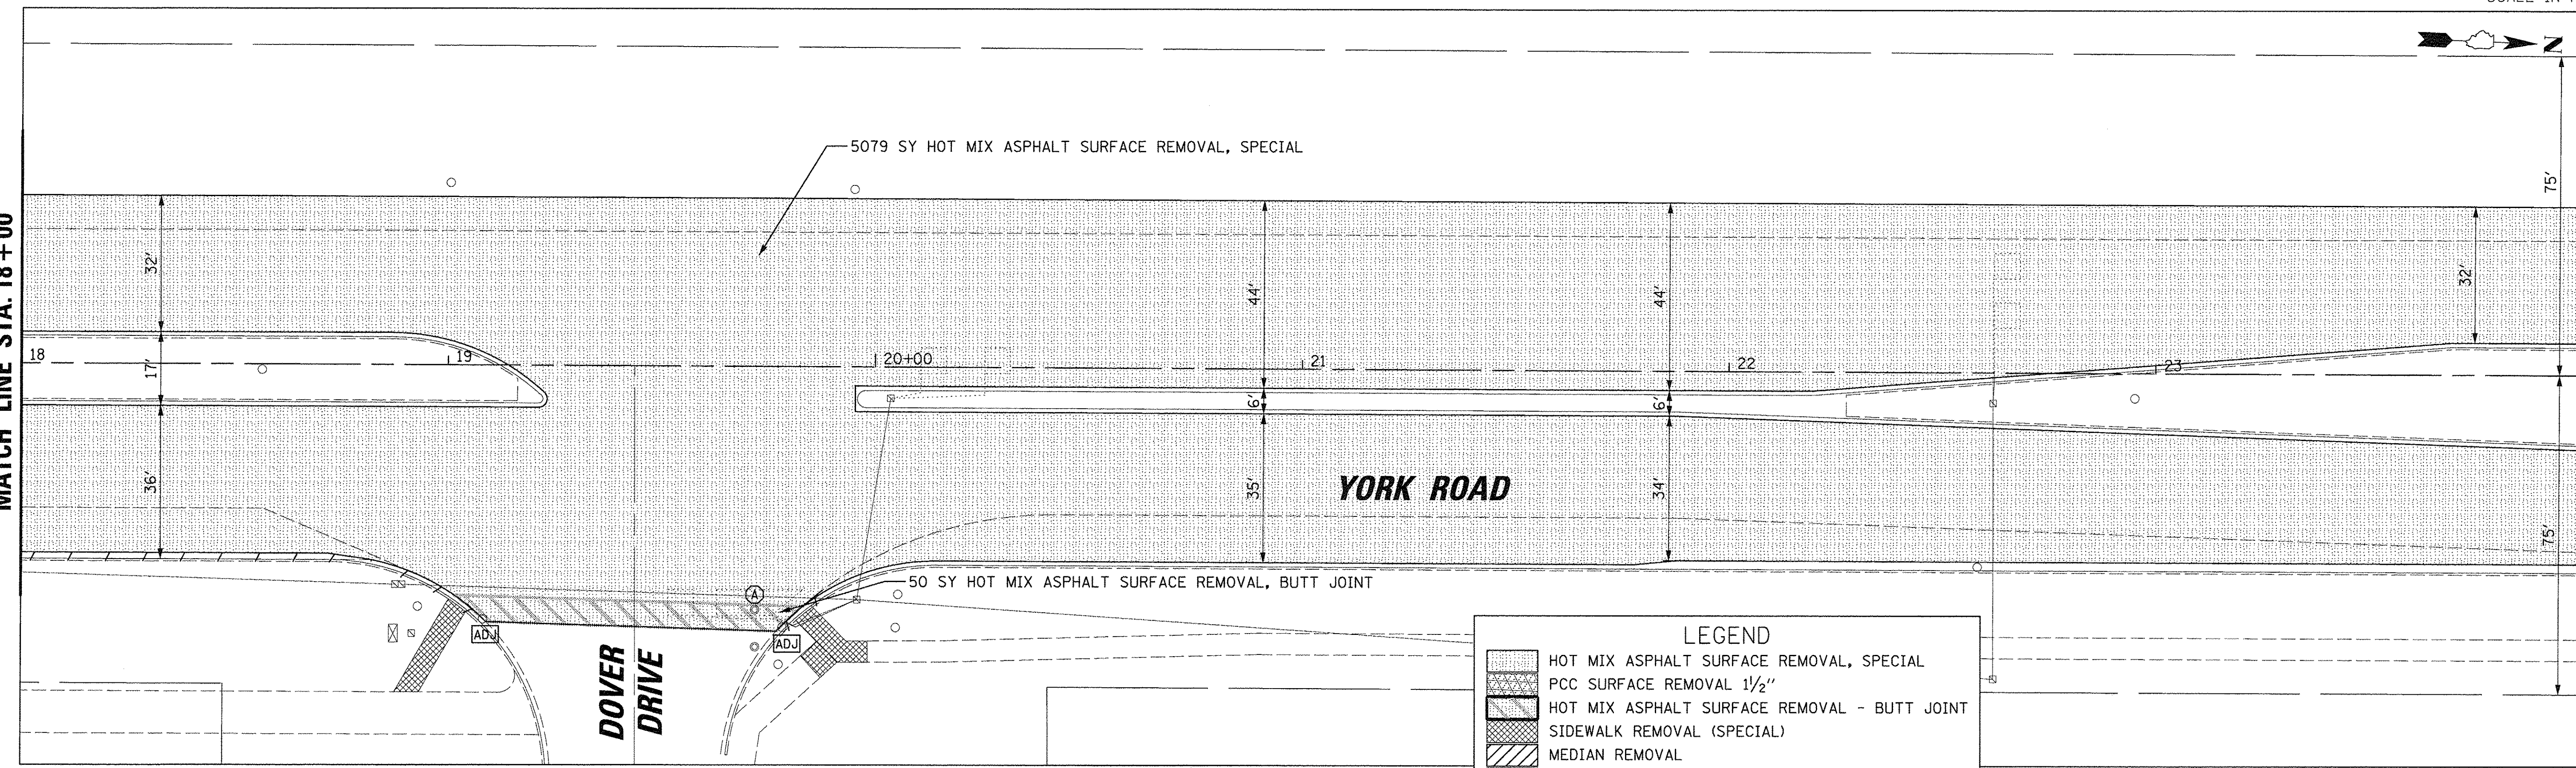 N
75'
5079 SY HOT MIX ASPHALT SURFACE REMOVAL, SPECIAL
MATCH LINE STA. 18+00
32'
44'
44'
32'
18
19
20+00
21
22
23
17'
6'
6'
36'
35'
34'
YORK ROAD
75'
50 SY HOT MIX ASPHALT SURFACE REMOVAL, BUTT JOINT
A
ADJ
ADJ
DOVER
DRIVE
LEGEND
HOT MIX ASPHALT SURFACE REMOVAL, SPECIAL
PCC SURFACE REMOVAL 1 1/2"
HOT MIX ASPHALT SURFACE REMOVAL - BUTT JOINT
SIDEWALK REMOVAL (SPECIAL)
MEDIAN REMOVAL